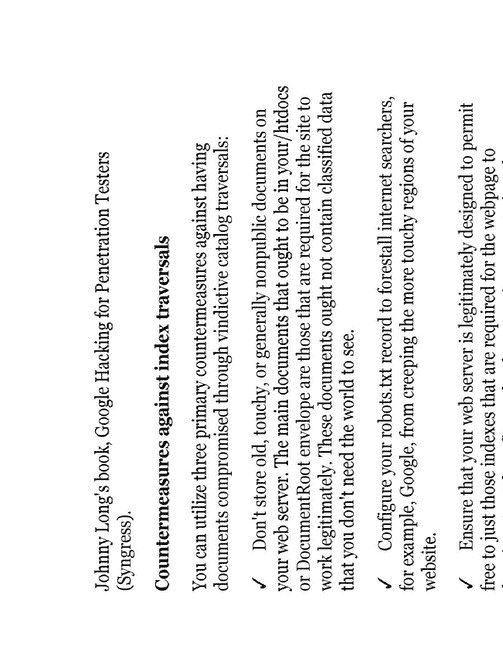 Johnny Long's book, Google Hacking for Penetration Testers
(Syngress).
Countermeasures against index traversals
You can utilize three primary countermeasures against having
documents compromised through vindictive catalog traversals:
✓ Don't store old, touchy, or generally nonpublic documents on
your web server. The main documents that ought to be in your/htdocs
or DocumentRoot envelope are those that are required for the site to
work legitimately. These documents ought not contain classified data
that you don't need the world to see.
✓ Configure your robots.txt record to forestall internet searchers,
for example, Google, from creeping the more touchy regions of your
website.
✓ Ensure that your web server is legitimately designed to permit
free to just those indexes that are required for the webpage to